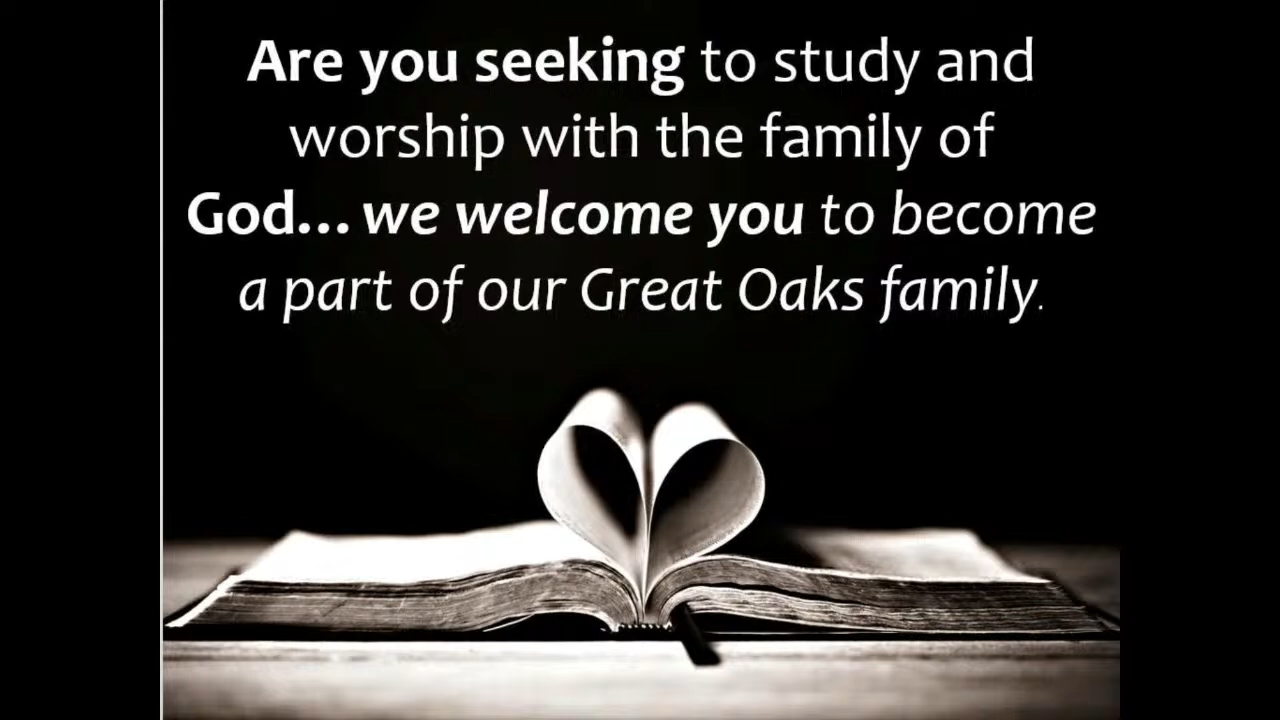 Are you seeking to study and
worship with the family of
God... we welcome you to become
a part of our Great Oaks family.